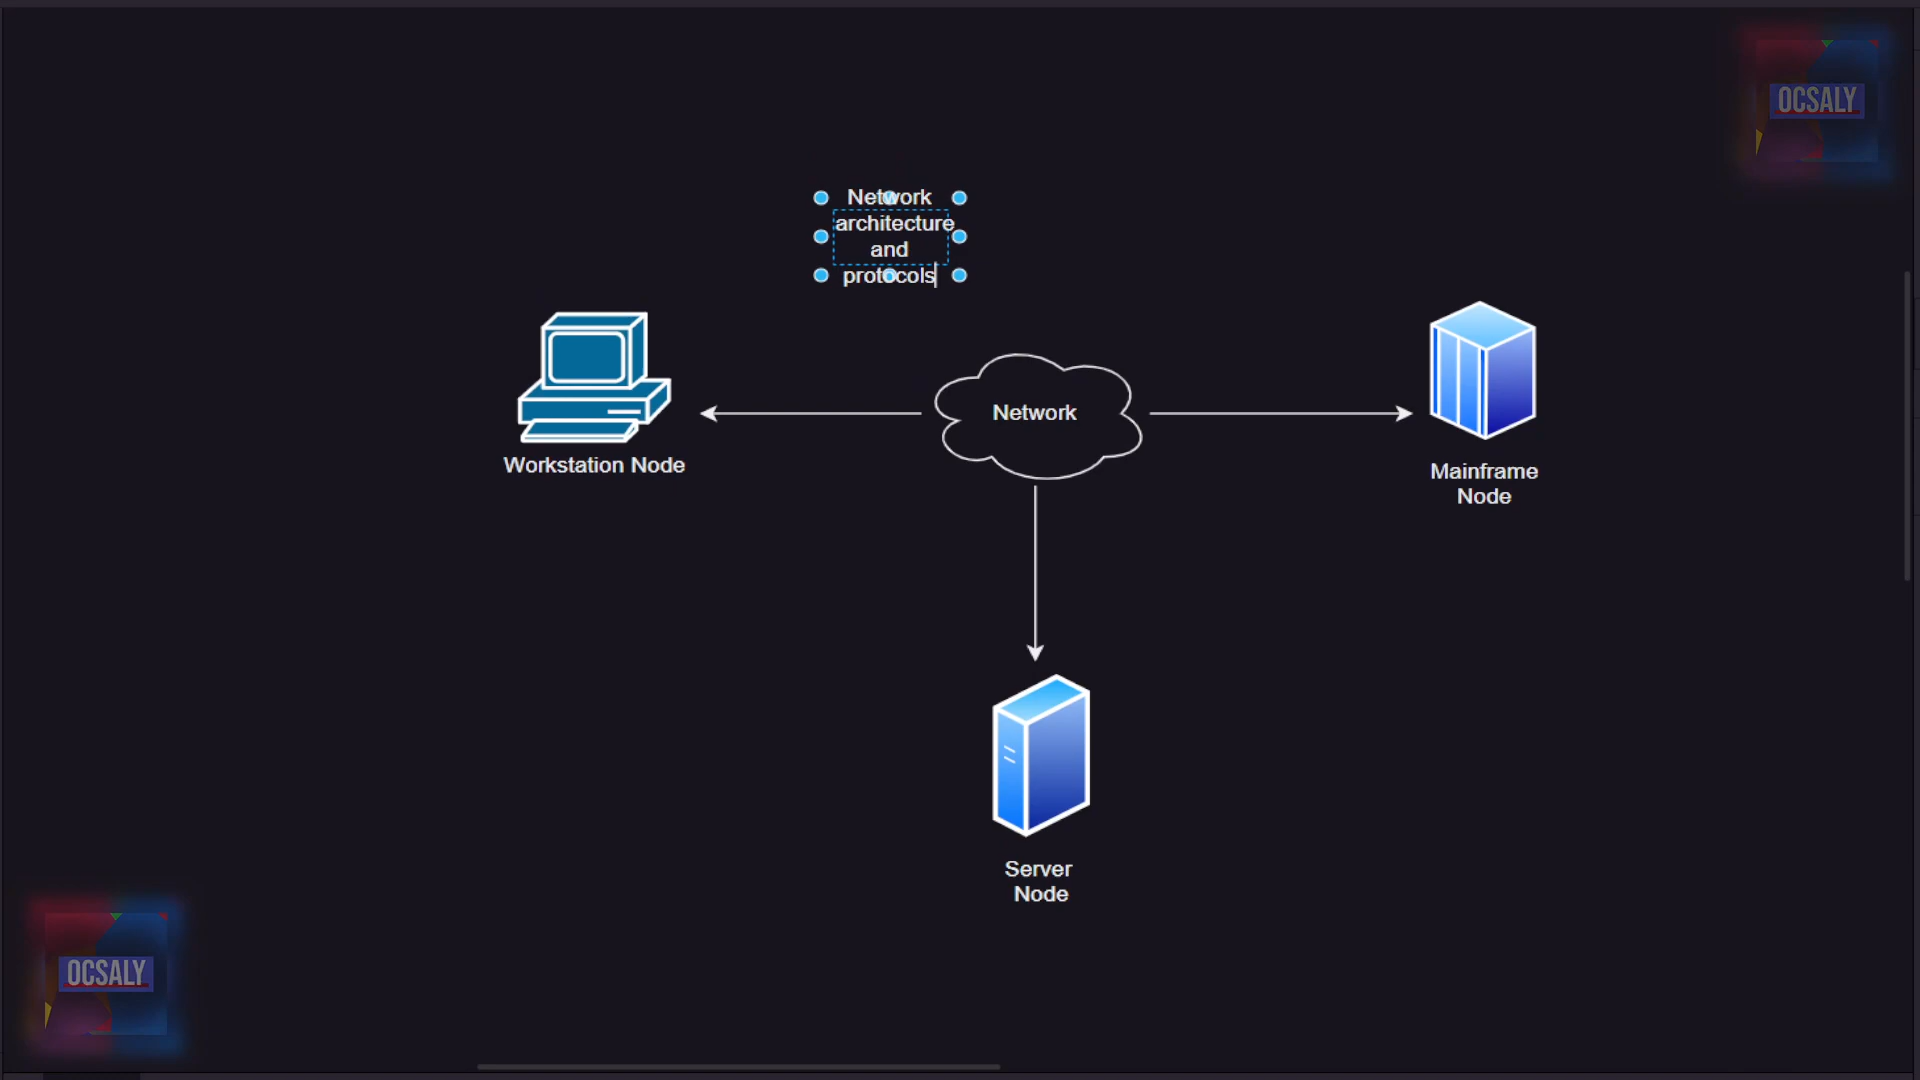 OCSALY
Network
architecture
and
protocols
Network
Workstation Node
Mainframe
Node
Server
Node
OCSALY